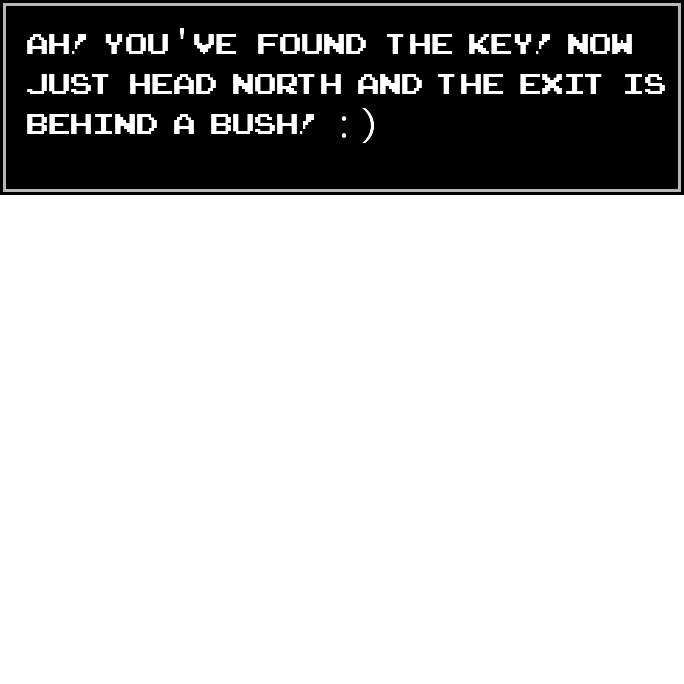 AH! YOU'VE FOUND THE KEY! NOW
JUST HEAD NORTH AND THE EXIT IS
BEHIND A BUSH! :)